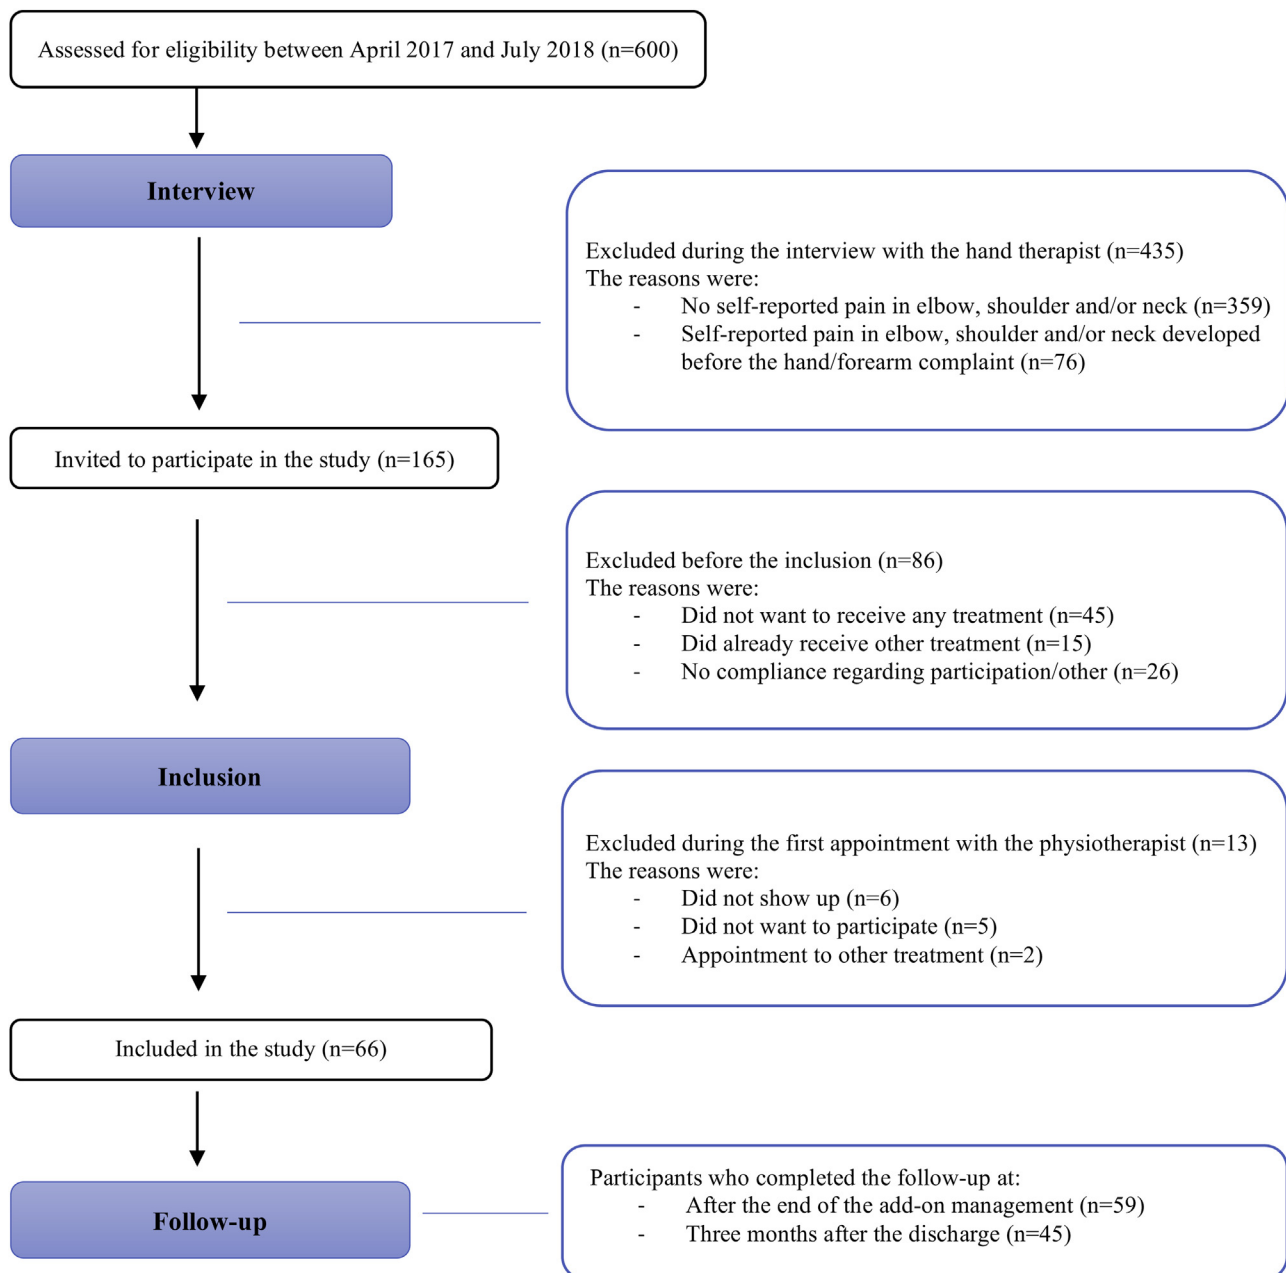 Assessed for eligibility between April 2017 and July 2018 (n=600)
Interview
Excluded during the interview with the hand therapist (n=435)
The reasons were:
- No self-reported pain in elbow, shoulder and/or neck (n=359)
- Self-reported pain in elbow, shoulder and/or neck developed
before the hand/forearm complaint (n=76)
Invited to participate in the study (n=165)
Excluded before the inclusion (n=86)
The reasons were:
- Did not want to receive any treatment (n=45)
- Did already receive other treatment (n=15)
- No compliance regarding participation/other (n=26)
Inclusion
Excluded during the first appointment with the physiotherapist (n=13)
The reasons were:
- Did not show up (n=6)
- Did not want to participate (n=5)
- Appointment to other treatment (n=2)
Included in the study (n=66)
Follow-up
Participants who completed the follow-up at:
- After the end of the add-on management (n=59)
- Three months after the discharge (n=45)